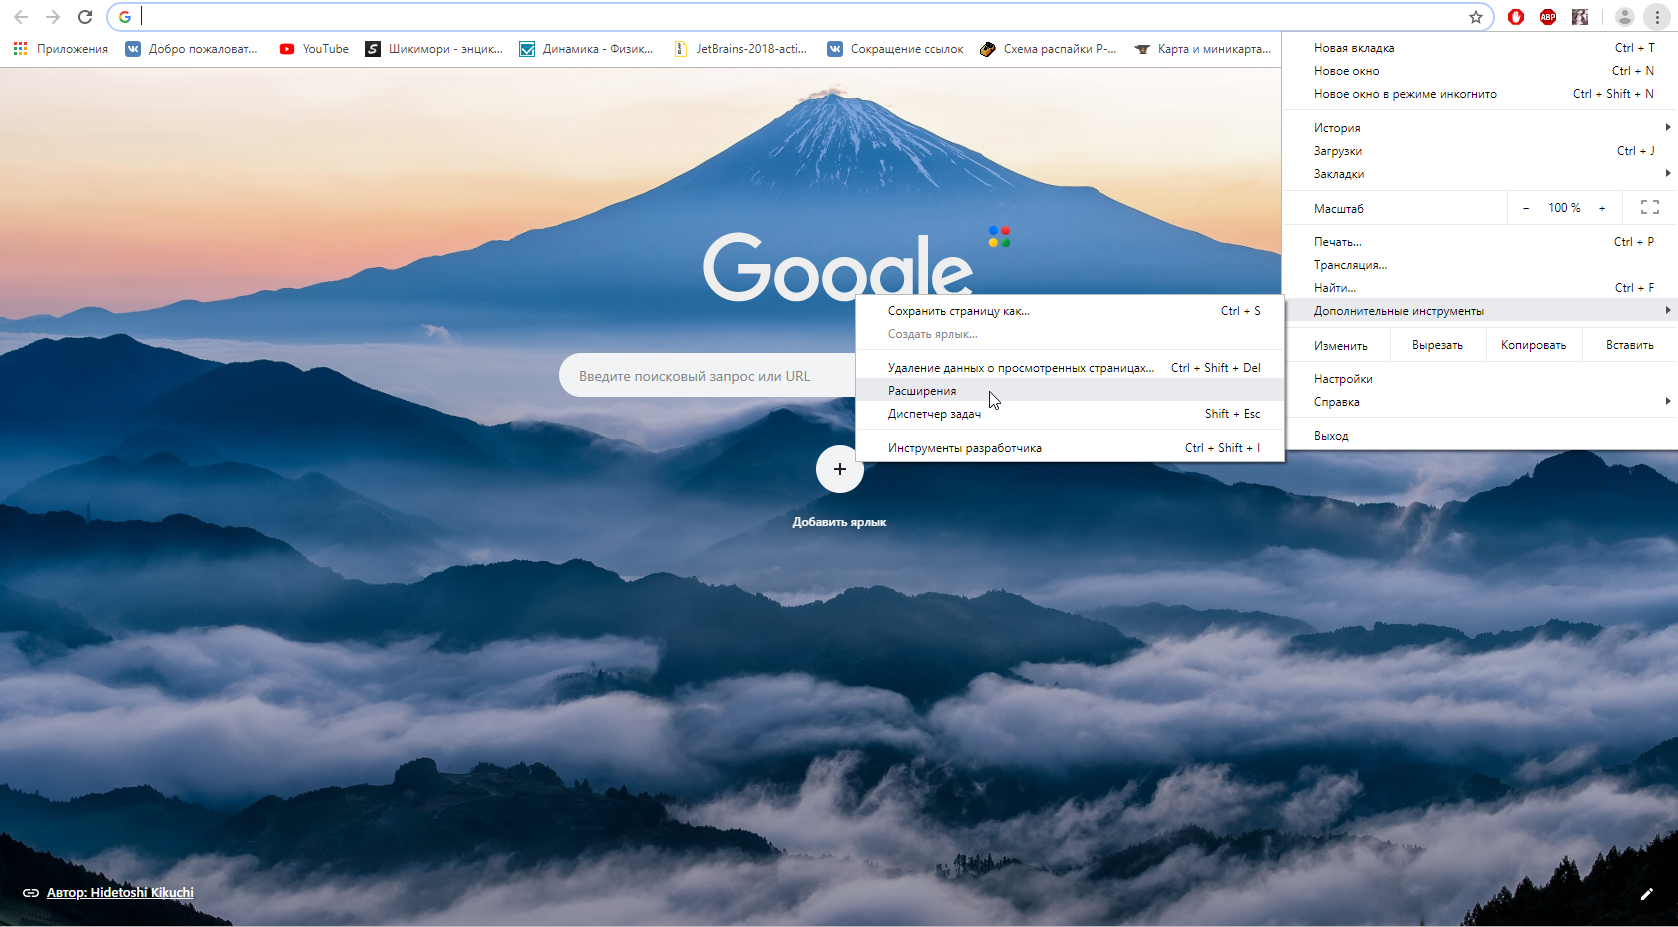 Приложения
Добро пожаловат...
YouTube
Шикимори - энцик...
Динамика - Физик...
JetBrains-2018-acti...
Сокращение ссылок
Схема распайки P-...
Карта и миникарта...
ABP
Новая вкладка Ctrl + T
Новое окно Ctrl + N
Новое окно в режиме инкогнито Ctrl + Shift + N
История
Загрузки Ctrl + J
Закладки
Масштаб − 100 % +
Печать... Ctrl + P
Трансляция...
Найти... Ctrl + F
Дополнительные инструменты
Изменить Вырезать Копировать Вставить
Настройки
Справка
Выход
Google
Сохранить страницу как... Ctrl + S
Создать ярлык...
Удаление данных о просмотренных страницах... Ctrl + Shift + Del
Расширения
Диспетчер задач Shift + Esc
Инструменты разработчика Ctrl + Shift + I
Введите поисковый запрос или URL
Добавить ярлык
Автор: Hidetoshi Kikuchi